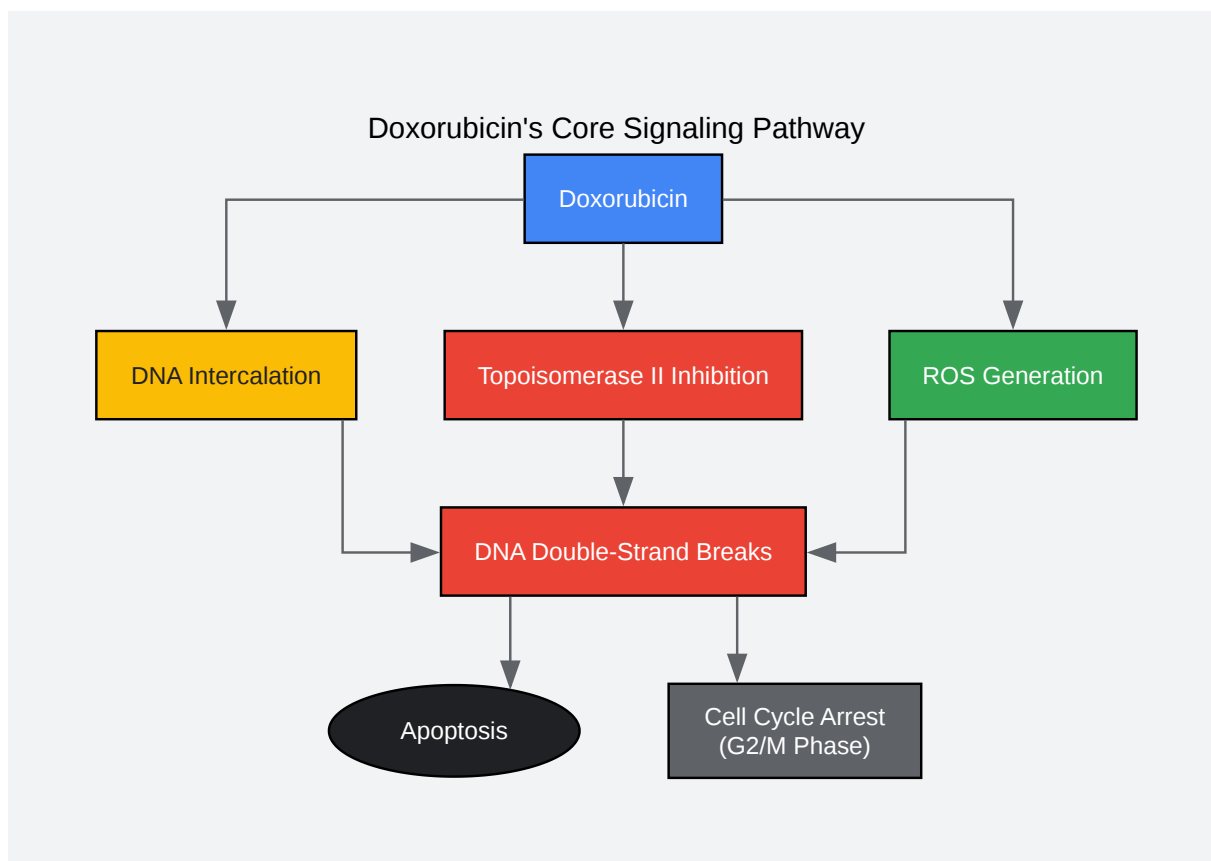 Doxorubicin's Core Signaling Pathway
Doxorubicin
DNA Intercalation
Topoisomerase II Inhibition
ROS Generation
DNA Double-Strand Breaks
Apoptosis
Cell Cycle Arrest
(G2/M Phase)